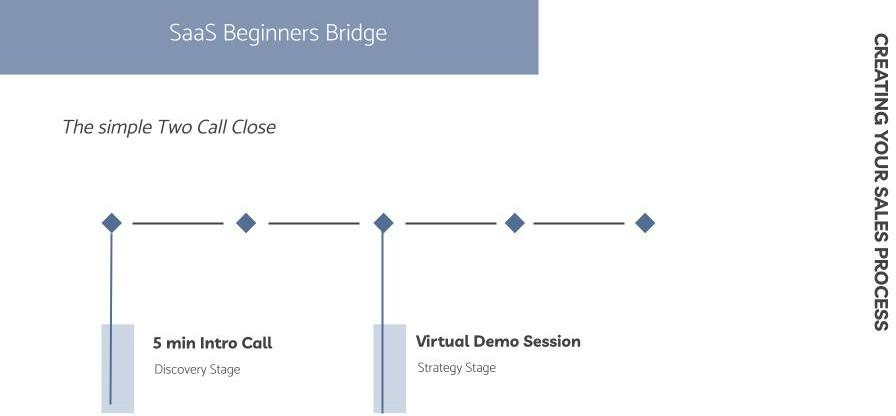 SaaS Beginners Bridge
The simple Two Call Close
5 min Intro Call
Discovery Stage
Virtual Demo Session
Strategy Stage
CREATING YOUR SALES PROCESS